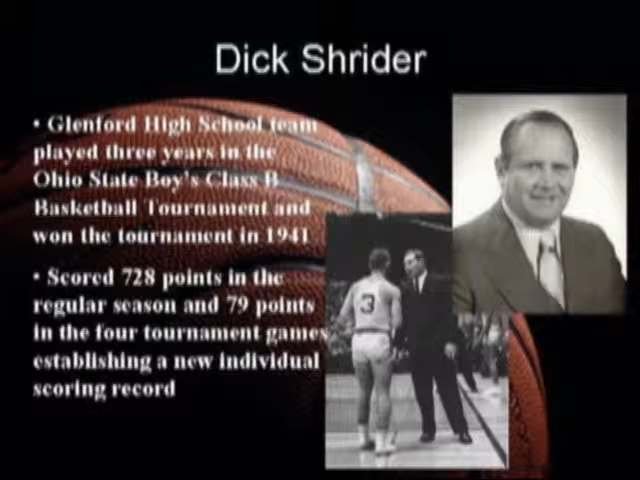 Dick Shrider
• Glenford High School team
played three years in the
Ohio State Boy's Class B
Basketball Tournament and
won the tournament in 1941
• Scored 728 points in the
regular season and 79 points
in the four tournament games
establishing a new individual
scoring record
3